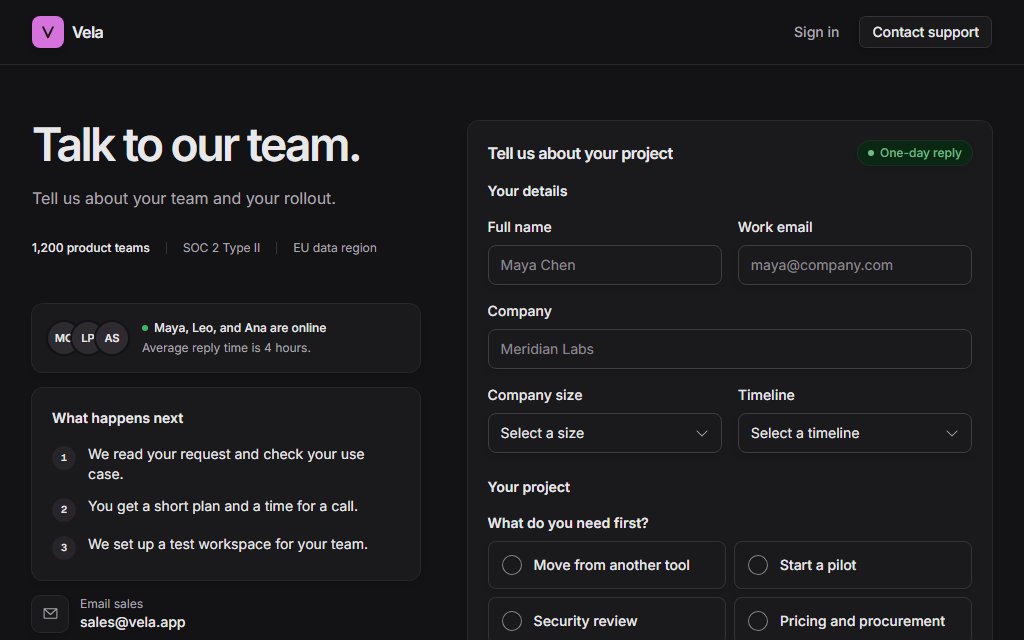 V Vela
Sign in
Contact support
Talk to our team.
Tell us about your team and your rollout.
1,200 product teams
SOC 2 Type II
EU data region
MC LP AS
Maya, Leo, and Ana are online
Average reply time is 4 hours.
What happens next
1 We read your request and check your use
case.
2 You get a short plan and a time for a call.
3 We set up a test workspace for your team.
Email sales
sales@vela.app
Tell us about your project
One-day reply
Your details
Full name
Work email
Maya Chen
maya@company.com
Company
Meridian Labs
Company size
Timeline
Select a size
Select a timeline
Your project
What do you need first?
Move from another tool
Start a pilot
Security review
Pricing and procurement